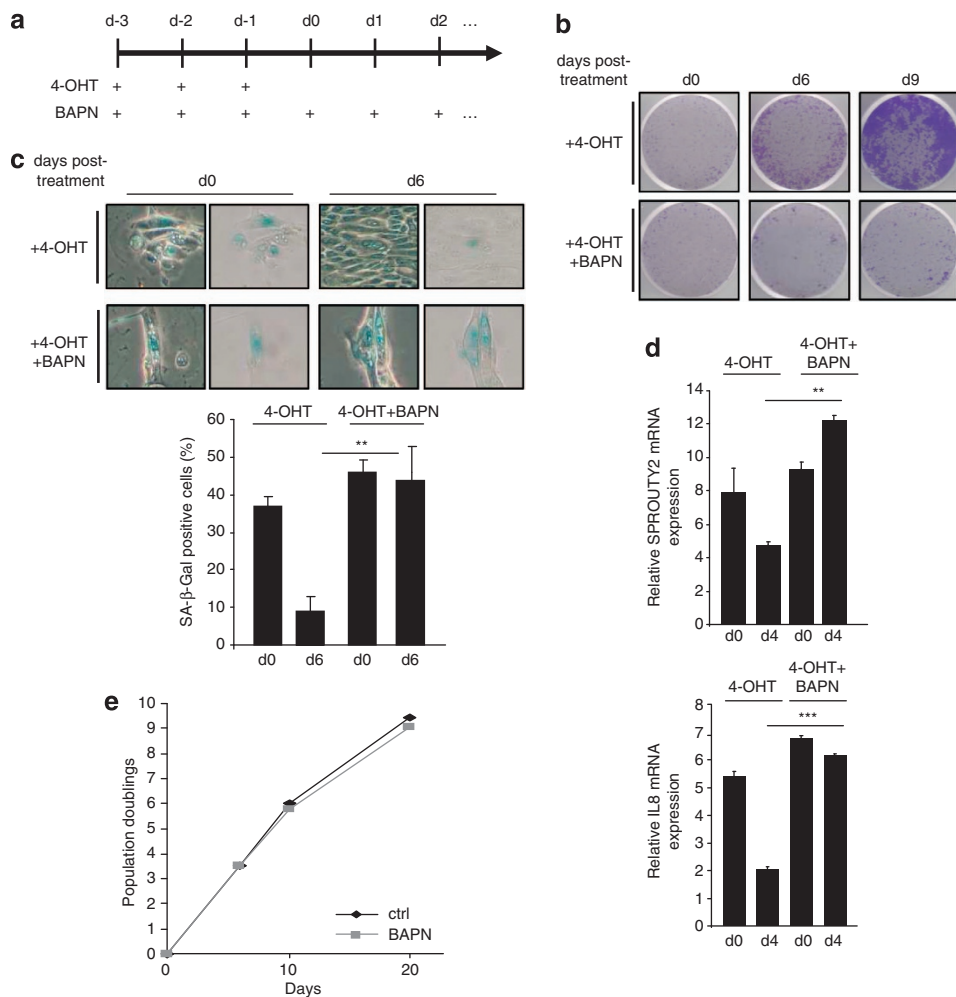 a
d-3 d-2 d-1 d0 d1 d2 ...
4-OHT + + +
BAPN + + + + + + ...
b
days post-
treatment
d0 d6 d9
+4-OHT
+4-OHT
+BAPN
c
days post-
treatment
d0 d6
+4-OHT
+4-OHT
+BAPN
4-OHT 4-OHT+BAPN
**
SA-β-Gal positive cells (%)
60
50
40
30
20
10
0
d0 d6 d0 d6
d
4-OHT 4-OHT+
BAPN
**
Relative SPROUTY2 mRNA
expression
14
12
10
8
6
4
2
0
d0 d4 d0 d4
4-OHT 4-OHT+
BAPN
***
Relative IL8 mRNA
expression
8
7
6
5
4
3
2
1
0
d0 d4 d0 d4
e
Population doublings
10
9
8
7
6
5
4
3
2
1
0
0 10 20
Days
ctrl
BAPN